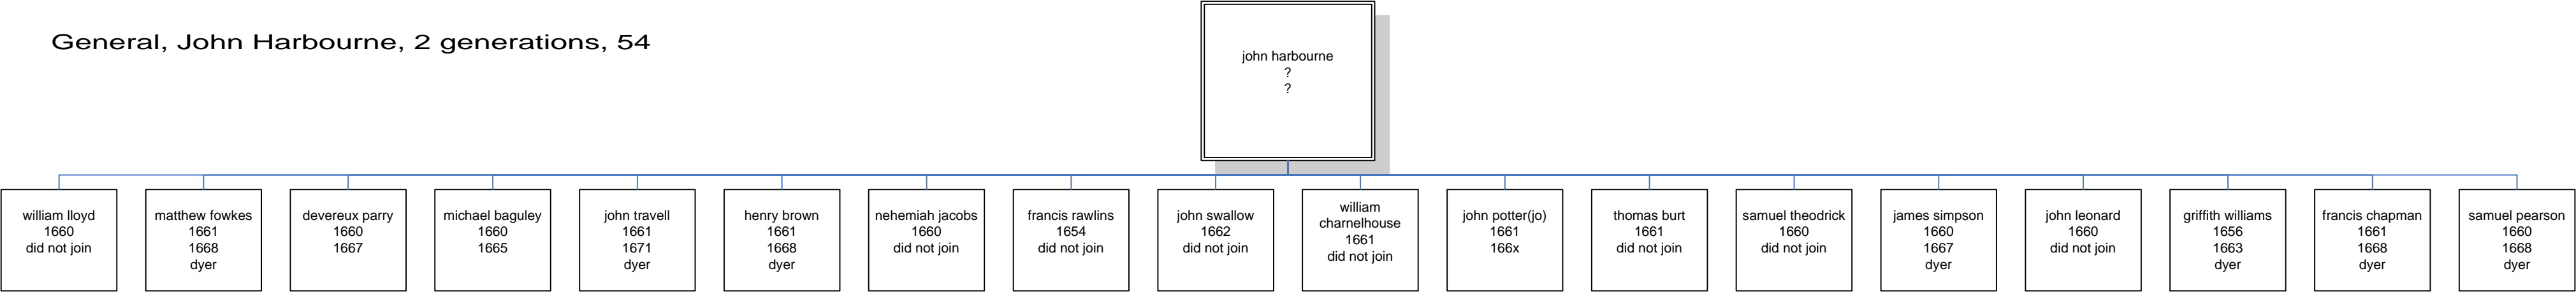 General, John Harbourne, 2 generations, 54
john harbourne
?
?
william lloyd
1660
did not join
matthew fowkes
1661
1668
dyer
devereux parry
1660
1667
michael baguley
1660
1665
john travell
1661
1671
dyer
henry brown
1661
1668
dyer
nehemiah jacobs
1660
did not join
francis rawlins
1654
did not join
john swallow
1662
did not join
william
charnelhouse
1661
did not join
john potter(jo)
1661
166x
thomas burt
1661
did not join
samuel theodrick
1660
did not join
james simpson
1660
1667
dyer
john leonard
1660
did not join
griffith williams
1656
1663
dyer
francis chapman
1661
1668
dyer
samuel pearson
1660
1668
dyer